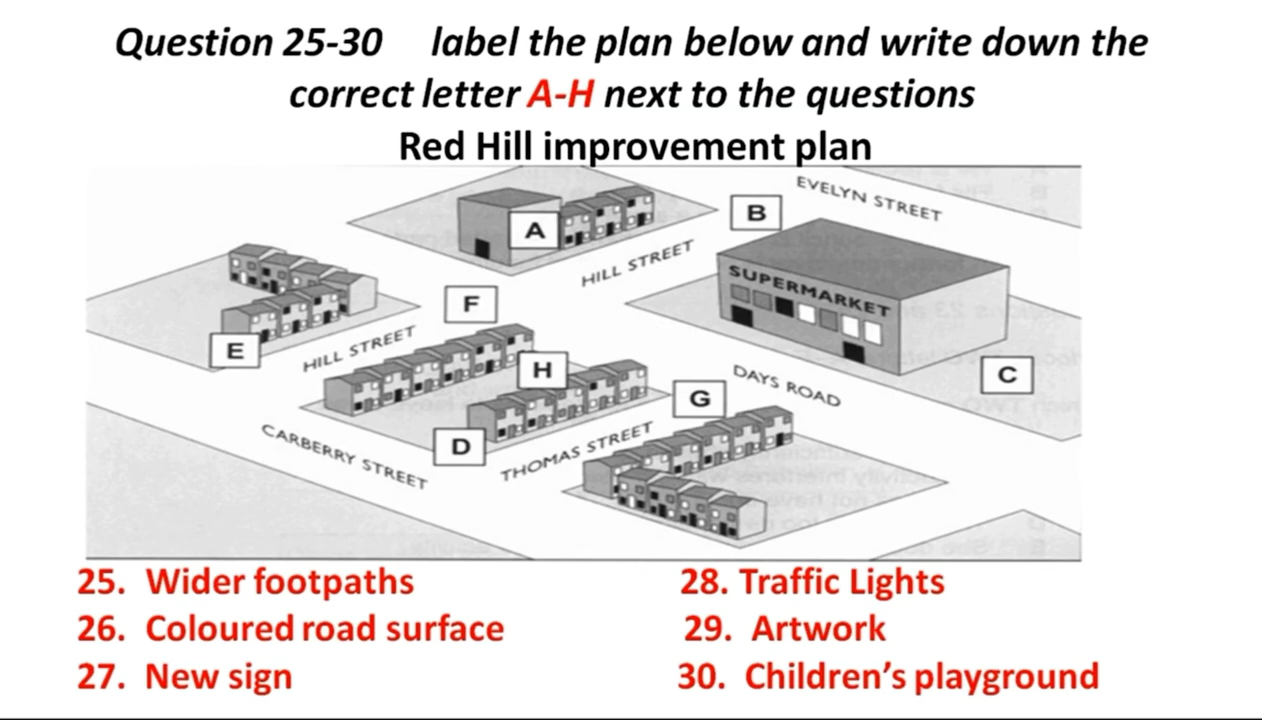 Question 25-30 label the plan below and write down the
correct letter A-H next to the questions
Red Hill improvement plan
EVELYN STREET
B
A
HILL STREET
SUPERMARKET
F
E
HILL STREET
H
C
DAYS ROAD
G
D
CARBERRY STREET
THOMAS STREET
25. Wider footpaths
26. Coloured road surface
27. New sign
28. Traffic Lights
29. Artwork
30. Children's playground